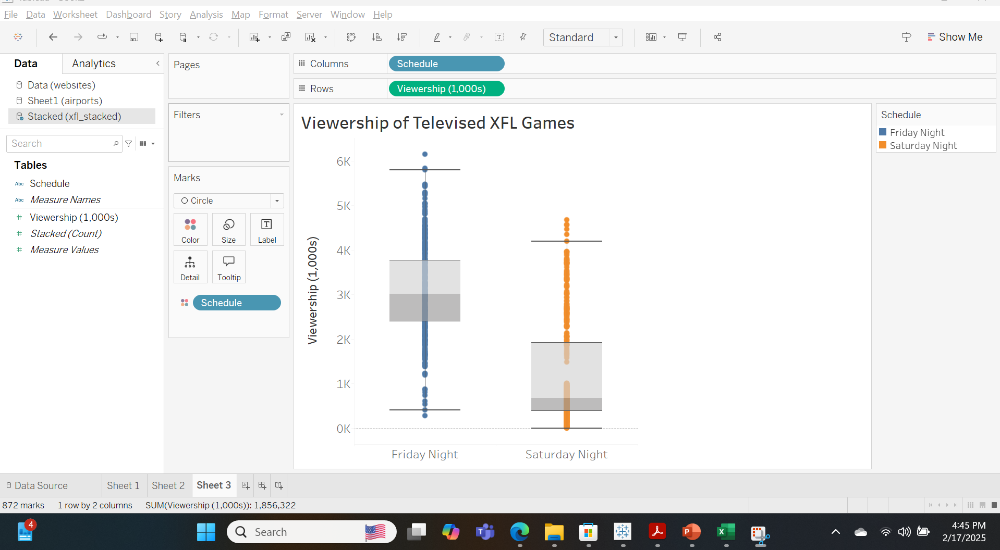 File Data Worksheet Dashboard Story Analysis Map Format Server Window Help
Standard
Show Me
Data
Analytics
Data (websites)
Sheet1 (airports)
Stacked (xfl_stacked)
Search
Tables
Abc Schedule
Abc Measure Names
# Viewership (1,000s)
# Stacked (Count)
# Measure Values
Pages
Filters
Marks
Circle
Color
Size
Label
Detail
Tooltip
Schedule
Columns
Schedule
Rows
Viewership (1,000s)
Viewership of Televised XFL Games
Viewership (1,000s)
6K
5K
4K
3K
2K
1K
0K
Friday Night
Saturday Night
Schedule
Friday Night
Saturday Night
Data Source
Sheet 1
Sheet 2
Sheet 3
872 marks
1 row by 2 columns
SUM(Viewership (1,000s)): 1,856,322
4
Search
4:45 PM
2/17/2025